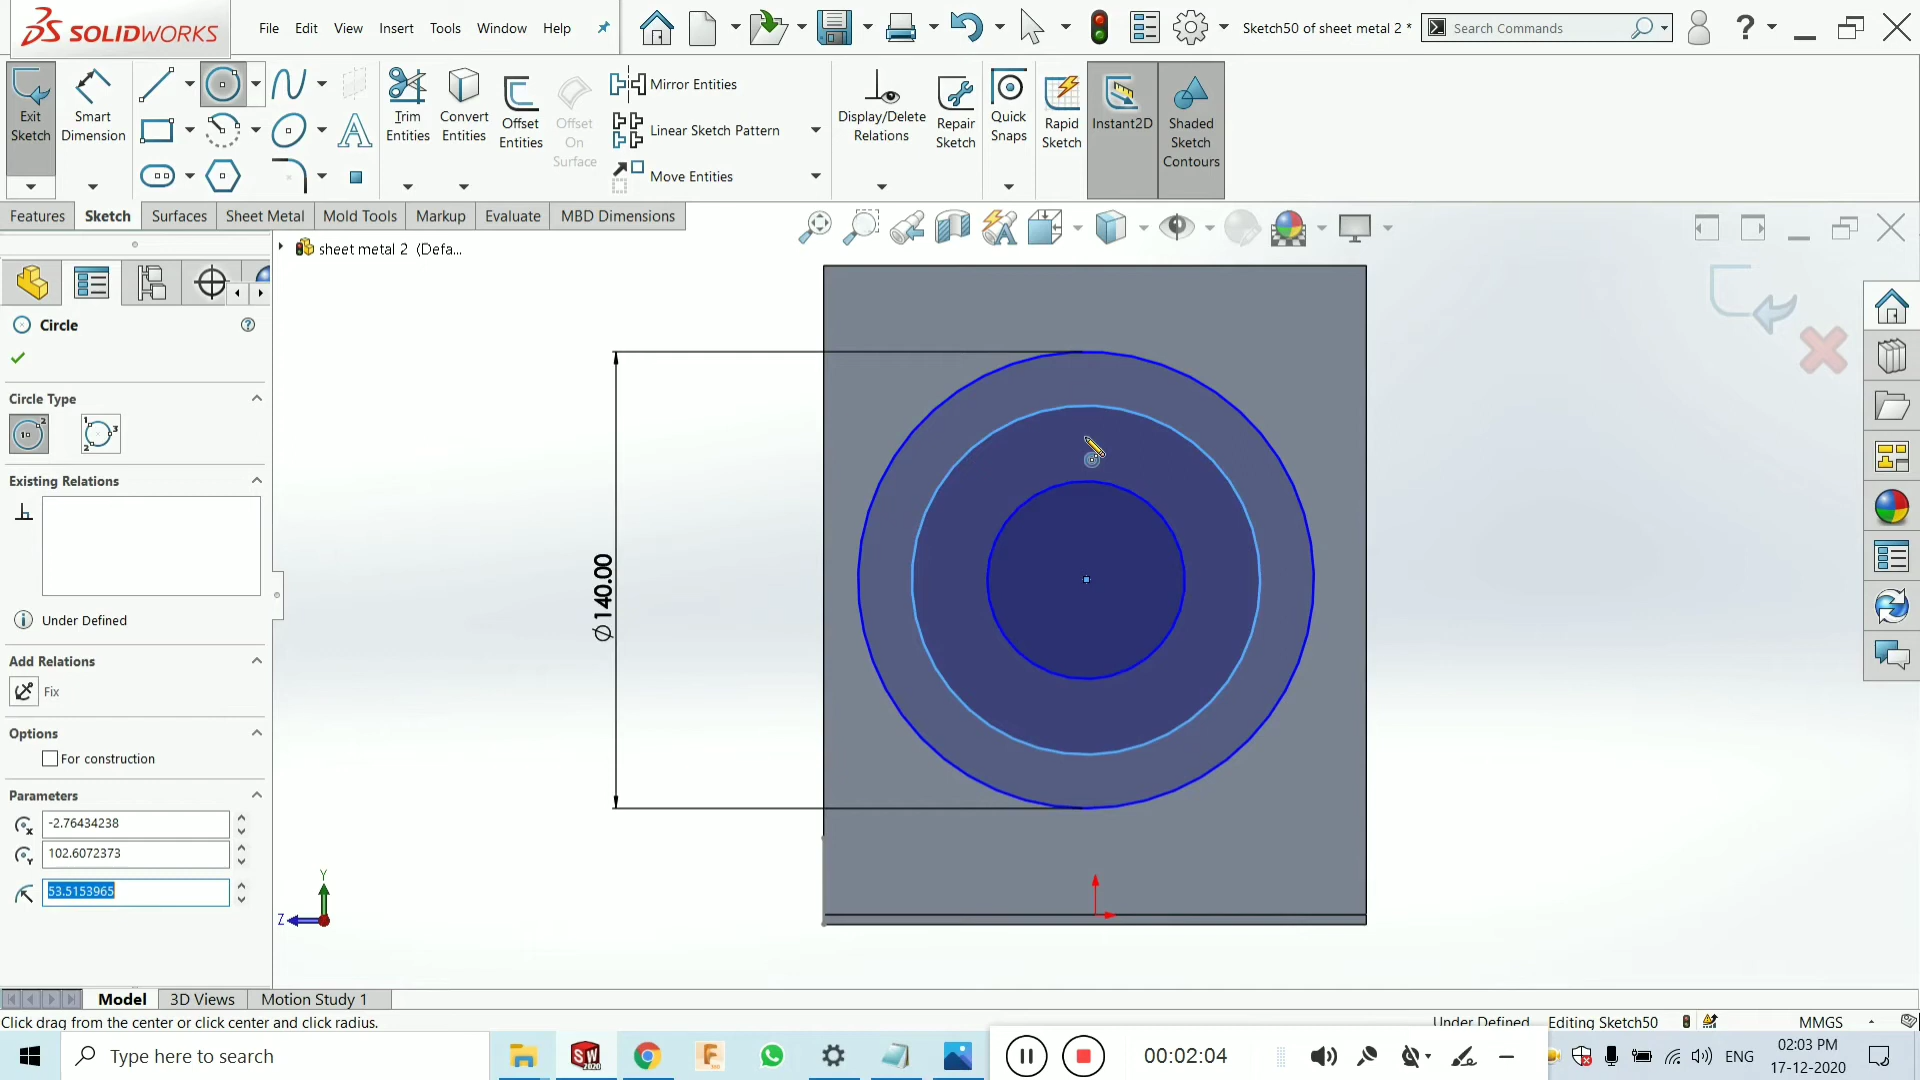 SOLIDWORKS
File Edit View Insert Tools Window Help
Sketch50 of sheet metal 2 *
Search Commands
Exit Sketch
Smart Dimension
Trim Entities
Convert Entities
Offset Entities
Offset On Surface
Mirror Entities
Linear Sketch Pattern
Move Entities
Display/Delete Relations
Repair Sketch
Quick Snaps
Rapid Sketch
Instant2D
Shaded Sketch Contours
Features Sketch Surfaces Sheet Metal Mold Tools Markup Evaluate MBD Dimensions
sheet metal 2 (Defa...
Circle
Circle Type
Existing Relations
Under Defined
Add Relations
Fix
Options
For construction
Parameters
-2.76434238
102.6072373
53.5153965
∅140.00
Y
Z
Model 3D Views Motion Study 1
Click drag from the center or click center and click radius.
Under Defined Editing Sketch50 MMGS
Type here to search
SW
2020
00:02:04
ENG
02:03 PM
17-12-2020